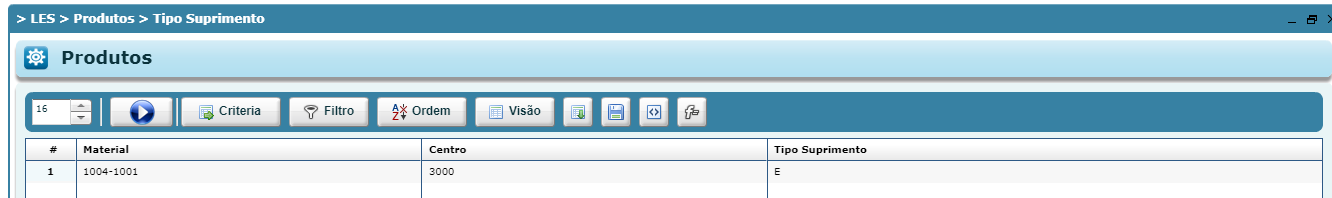 > LES > Produtos > Tipo Suprimento
Produtos
16 Criteria Filtro Ordem Visão
# Material Centro Tipo Suprimento
1 1004-1001 3000 E